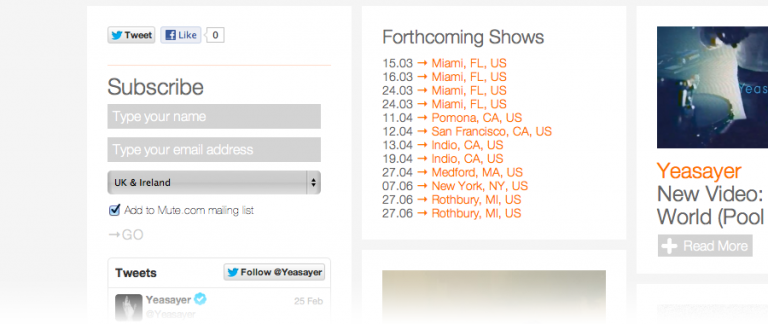 Tweet
Like
0
Subscribe
Type your name
Type your email address
UK & Ireland
Add to Mute.com mailing list
→GO
Tweets
Follow @Yeasayer
Yeasayer
25 Feb
@Yeasayer
Forthcoming Shows
15.03 → Miami, FL, US
16.03 → Miami, FL, US
24.03 → Miami, FL, US
24.03 → Miami, FL, US
11.04 → Pomona, CA, US
12.04 → San Francisco, CA, US
13.04 → Indio, CA, US
19.04 → Indio, CA, US
27.04 → Medford, MA, US
07.06 → New York, NY, US
27.06 → Rothbury, MI, US
27.06 → Rothbury, MI, US
Yeas
Yeasayer
New Video:
World (Pool
Read More